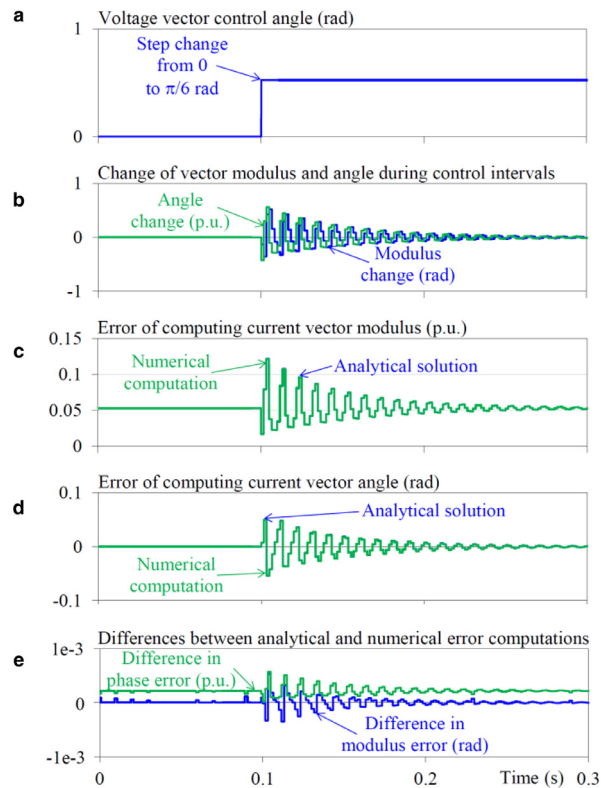 a
Voltage vector control angle (rad)
1
Step change
from 0
to π/6 rad
0
b
Change of vector modulus and angle during control intervals
1
Angle
change (p.u.)
0
Modulus
change (rad)
-1
c
Error of computing current vector modulus (p.u.)
0.15
Numerical
computation
Analytical solution
0.10
0.05
0
d
Error of computing current vector angle (rad)
0.1
Analytical solution
0
Numerical
computation
-0.1
e
Differences between analytical and numerical error computations
1e-3
Difference in
phase error (p.u.)
0
Difference in
modulus error (rad)
-1e-3
0
0.1
0.2
Time (s)
0.3